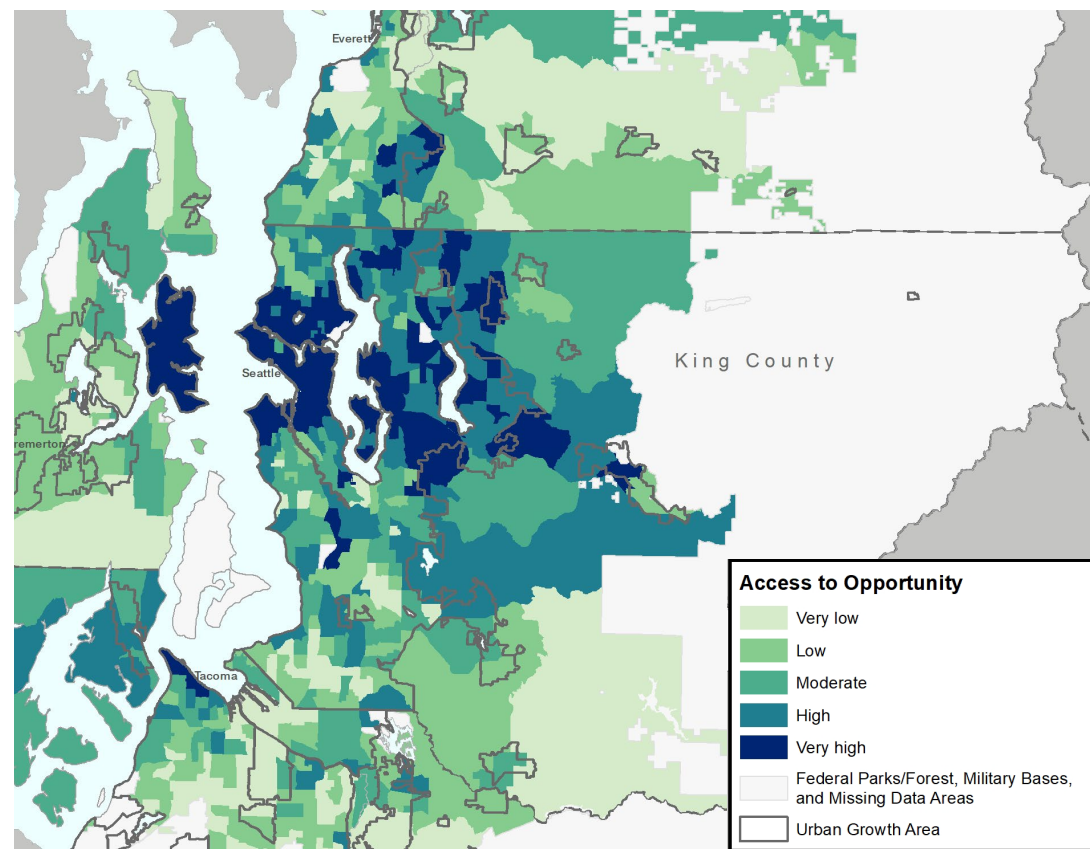 Everett
Seattle
King County
remerton
Tacoma
Access to Opportunity
Very low
Low
Moderate
High
Very high
Federal Parks/Forest, Military Bases,
and Missing Data Areas
Urban Growth Area